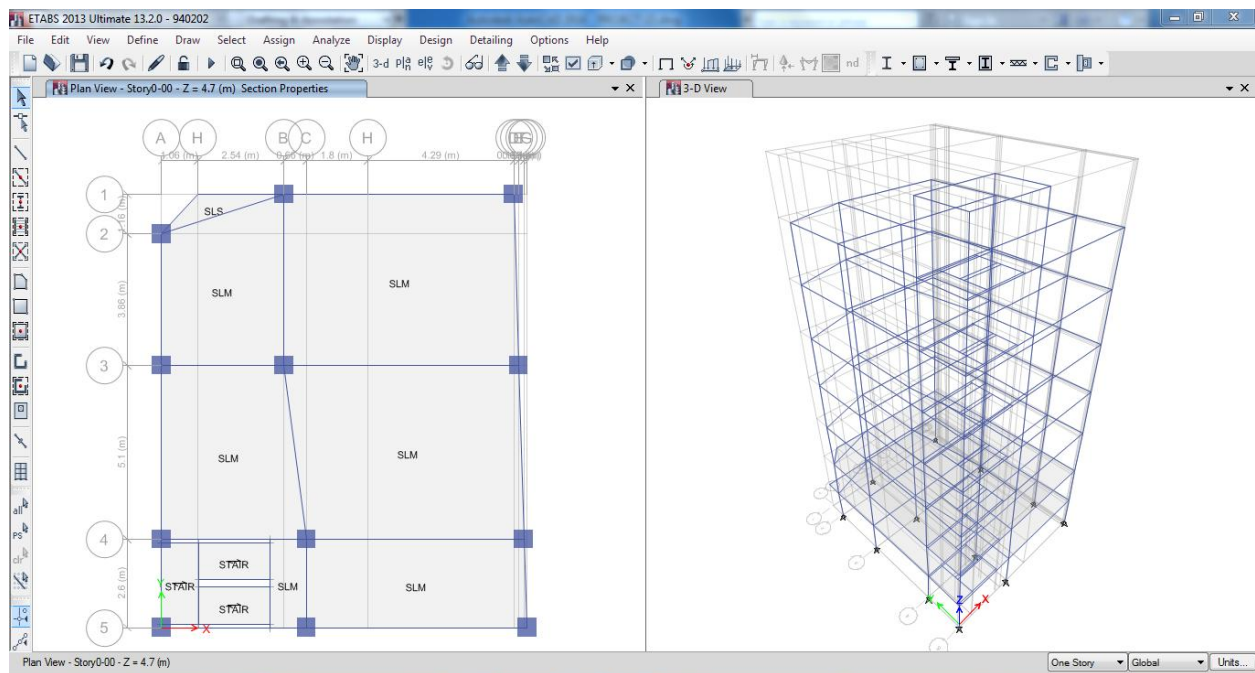 ETABS 2013 Ultimate 13.2.0 - 940202
File Edit View Define Draw Select Assign Analyze Display Design Detailing Options Help
3-d nd
Plan View - Story0-00 - Z = 4.7 (m) Section Properties
3-D View
A H B C H
1.06 (m) 2.54 (m) 1.8 (m) 4.29 (m)
1
SLS
2
3.86 (m)
SLM SLM
3
5.1 (m)
SLM SLM
4
STAIR
2.6 (m)
STAIR SLM SLM
STAIR
5
Y
X
Z
Y X
all
PS
clr
Plan View - Story0-00 - Z = 4.7 (m)
One Story Global Units...